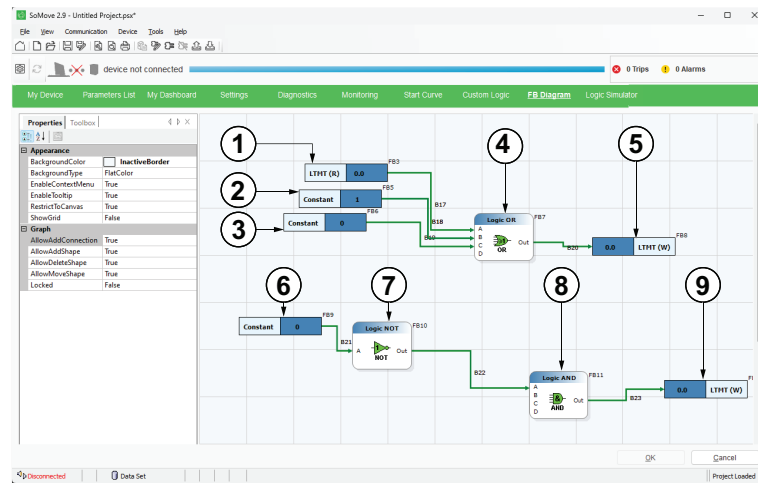 SoMove 2.9 - Untitled Project.psx*
File View Communication Device Tools Help
device not connected
0 Trips 0 Alarms
My Device Parameters List My Dashboard Settings Diagnostics Monitoring Start Curve Custom Logic FB Diagram Logic Simulator
Properties Toolbox
Appearance
BackgroundColor InactiveBorder
BackgroundType FlatColor
EnableContextMenu True
EnableTooltip True
RestrictToCanvas True
ShowGrid False
Graph
AllowAddConnection True
AllowAddShape True
AllowDeleteShape True
AllowMoveShape True
Locked False
1
2
3
4
5
LTMT (R) 0.0 FB3
Constant 1 FB5
Constant 0 FB6
B17
B18
B19
Logic OR FB7
A
B
C
D
Out
≥1
OR
B20
0.0 LTMT (W) FB8
6
7
8
9
Constant 0 FB9
B21
Logic NOT FB10
A 1 Out
NOT
B22
Logic AND FB11
A
B
C
D
Out
&
AND
B23
0.0 LTMT (W)
OK Cancel
Disconnected Data Set Project Loaded